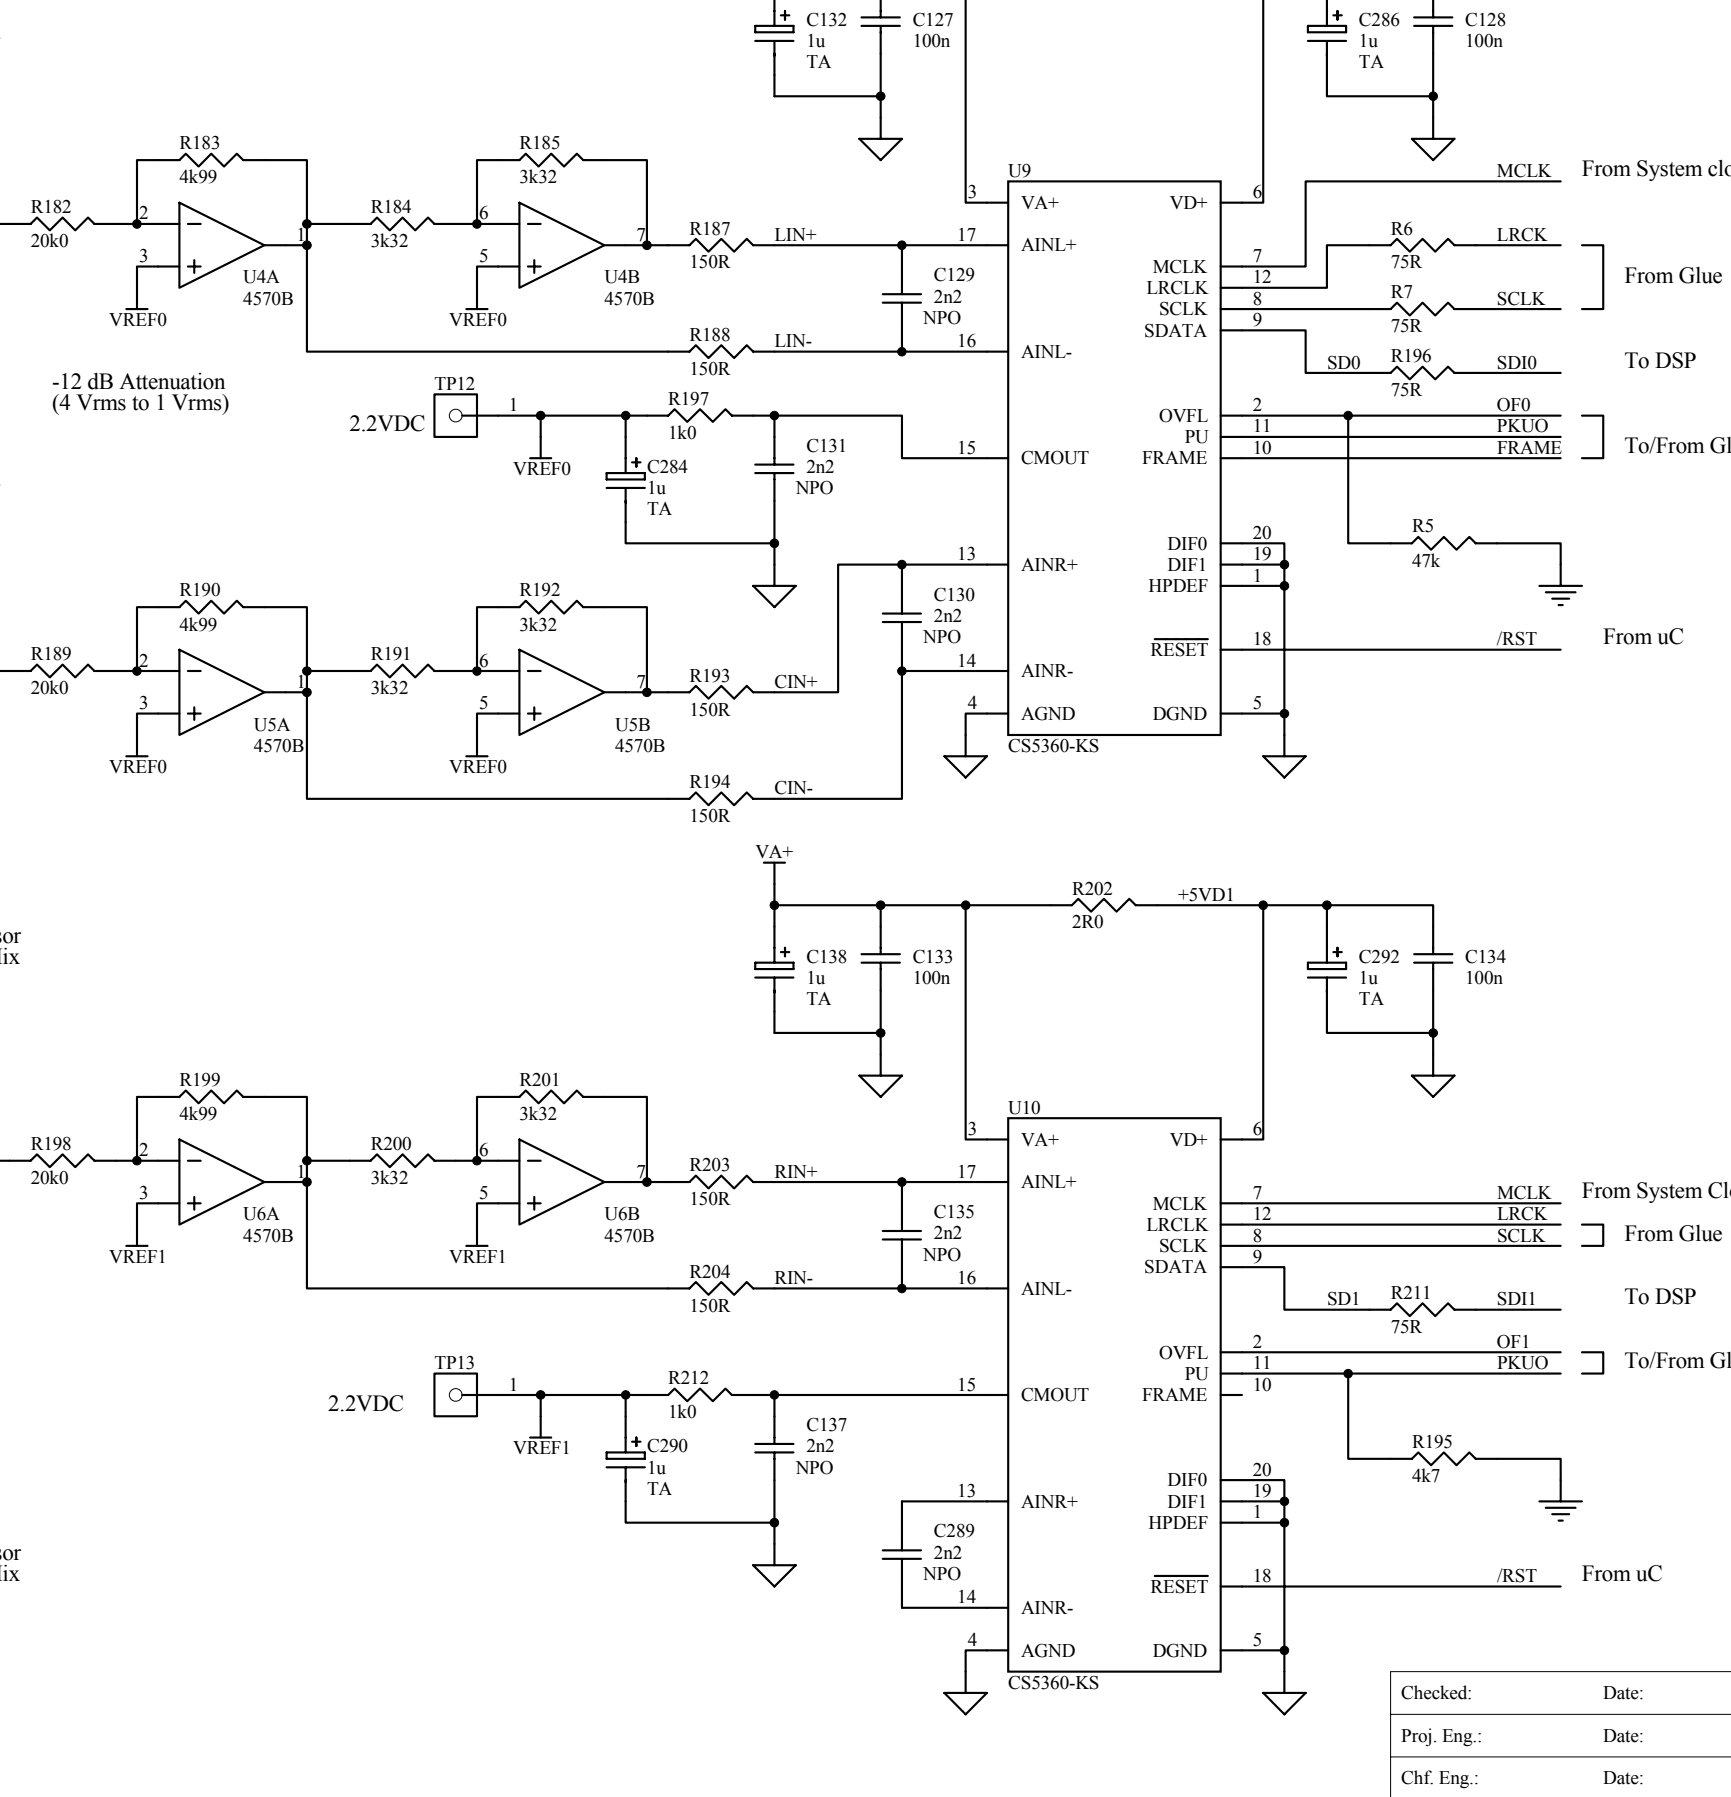 C132
1u
TA
C127
100n
C286
1u
TA
C128
100n
R183
4k99
R182
20k0
2
3
1
VREF0
U4A
4570B
R185
3k32
R184
3k32
6
5
7
VREF0
U4B
4570B
R187
150R
LIN+
C129
2n2
NPO
R188
150R
LIN-
-12 dB Attenuation
(4 Vrms to 1 Vrms)
TP12
2.2VDC
1
VREF0
R197
1k0
C284
1u
TA
C131
2n2
NPO
U9
3 VA+
17 AINL+
16 AINL-
15 CMOUT
13 AINR+
14 AINR-
4 AGND
VD+ 6
MCLK 7
LRCLK 12
SCLK 8
SDATA 9
OVFL 2
PU 11
FRAME 10
DIF0 20
DIF1 19
HPDEF 1
RESET 18
DGND 5
CS5360-KS
MCLK
From System
R6
75R
LRCK
R7
75R
SCLK
From Glue
SD0
R196
75R
SDI0
To DSP
OF0
PKUO
FRAME
To/From
R5
47k
/RST
From uC
R190
4k99
R189
20k0
2
3
1
VREF0
U5A
4570B
R192
3k32
R191
3k32
6
5
7
VREF0
U5B
4570B
R193
150R
CIN+
C130
2n2
NPO
R194
150R
CIN-
VA+
R202
2R0
+5VD1
C138
1u
TA
C133
100n
C292
1u
TA
C134
100n
R199
4k99
R198
20k0
2
3
1
VREF1
U6A
4570B
R201
3k32
R200
3k32
6
5
7
VREF1
U6B
4570B
R203
150R
RIN+
C135
2n2
NPO
R204
150R
RIN-
TP13
2.2VDC
1
VREF1
R212
1k0
C290
1u
TA
C137
2n2
NPO
C289
2n2
NPO
U10
3 VA+
17 AINL+
16 AINL-
15 CMOUT
13 AINR+
14 AINR-
4 AGND
VD+ 6
MCLK 7
LRCLK 12
SCLK 8
SDATA 9
OVFL 2
PU 11
FRAME 10
DIF0 20
DIF1 19
HPDEF 1
RESET 18
DGND 5
CS5360-KS
MCLK
From System
LRCK
SCLK
From Glue
SD1
R211
75R
SDI1
To DSP
OF1
PKUO
To/From
R195
4k7
/RST
From uC
Checked: Date:
Proj. Eng.: Date:
Chf. Eng.: Date: